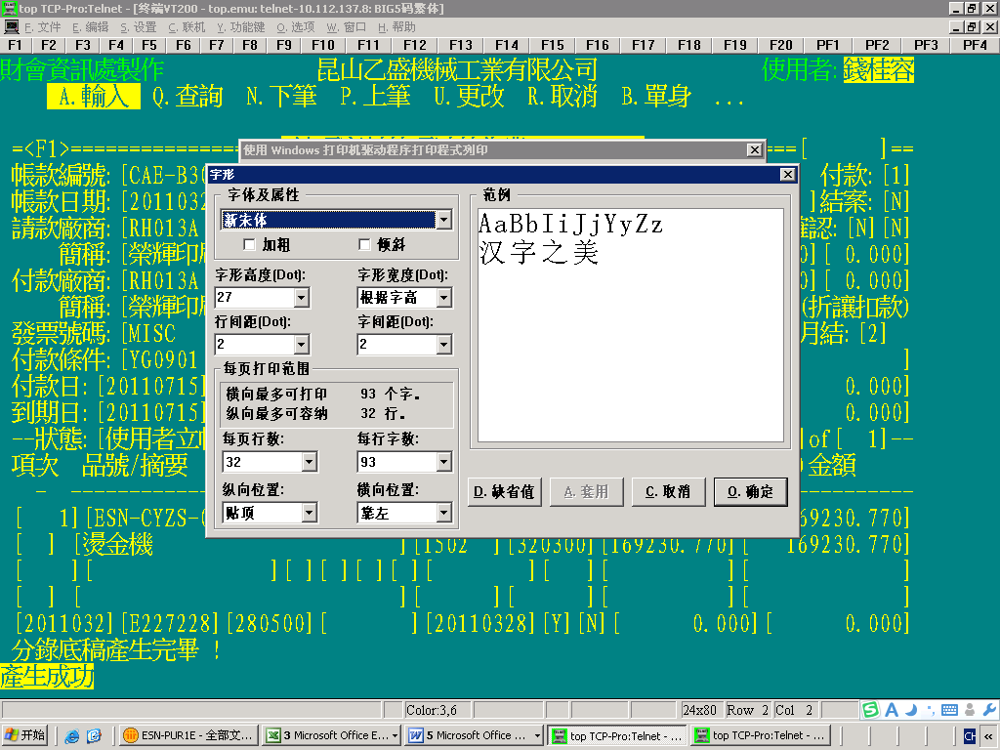 top TCP-Pro:Telnet - [终端VT200 - top.emu: telnet-10.112.137.8: BIG5码繁体]
F. 文件 E. 编辑 S. 设置 C. 联机 Y. 功能键 O. 选项 W. 窗口 H. 帮助
F1 F2 F3 F4 F5 F6 F7 F8 F9 F10 F11 F12 F13 F14 F15 F16 F17 F18 F19 F20 PF1 PF2 PF3 PF4
財會資訊處製作 昆山乙盛機械工業有限公司 使用者:錢桂容
A.輸入 Q.查詢 N.下筆 P.上筆 U.更改 R.取消 B.單身 ...
=<F1>============== ===[ ]==
使用 Windows 打印机驱动程序打印程式列印
帳款編號:[CAE-B30 付款:[1]
字形
帳款日期:[2011032 ]結案:[N]
請款廠商:[RH013A 確認:[N][N]
簡稱:[榮輝印刷 0][ 0.000]
付款廠商:[RH013A 0][ 0.000]
簡稱:[榮輝印刷 (折讓扣款)
發票號碼:[MISC 月結:[2]
付款條件:[YG0901 ]
付款日:[20110715] 0.000]
到期日:[20110715] 0.000]
--狀態:[使用者立帳 ]of[ 1]--
項次 品號/摘要 金額
字体及属性
新宋体
加粗 倾斜
字形高度(Dot): 字形宽度(Dot):
27 根据字高
行间距(Dot): 字间距(Dot):
2 2
每页打印范围
横向最多可打印 93 个字。
纵向最多可容纳 32 行。
每页行数: 每行字数:
32 93
纵向位置: 横向位置:
贴顶 靠左
范例
AaBbIiJjYyZz
汉字之美
D. 缺省值 A. 套用 C. 取消 O. 确定
[ 1][ESN-CYZS- 169230.770]
[ ] [燙金機 ][1502 ][320300][169230.770][ 169230.770]
[ ][ ][ ][ ][ ][ ][ ][ ][ ][ ]
[ ] [ ][ ][ ][ ][ ]
[2011032][E227228][280500][ ][20110328][Y][N][ 0.000][ 0.000]
分錄底稿產生完畢 !
產生成功
Color:3,6 24x80 Row 2 Col 2
开始 ESN-PUR1E - 全部文... 3 Microsoft Office E... 5 Microsoft Office ... top TCP-Pro:Telnet - ... top TCP-Pro:Telnet - ... CH «